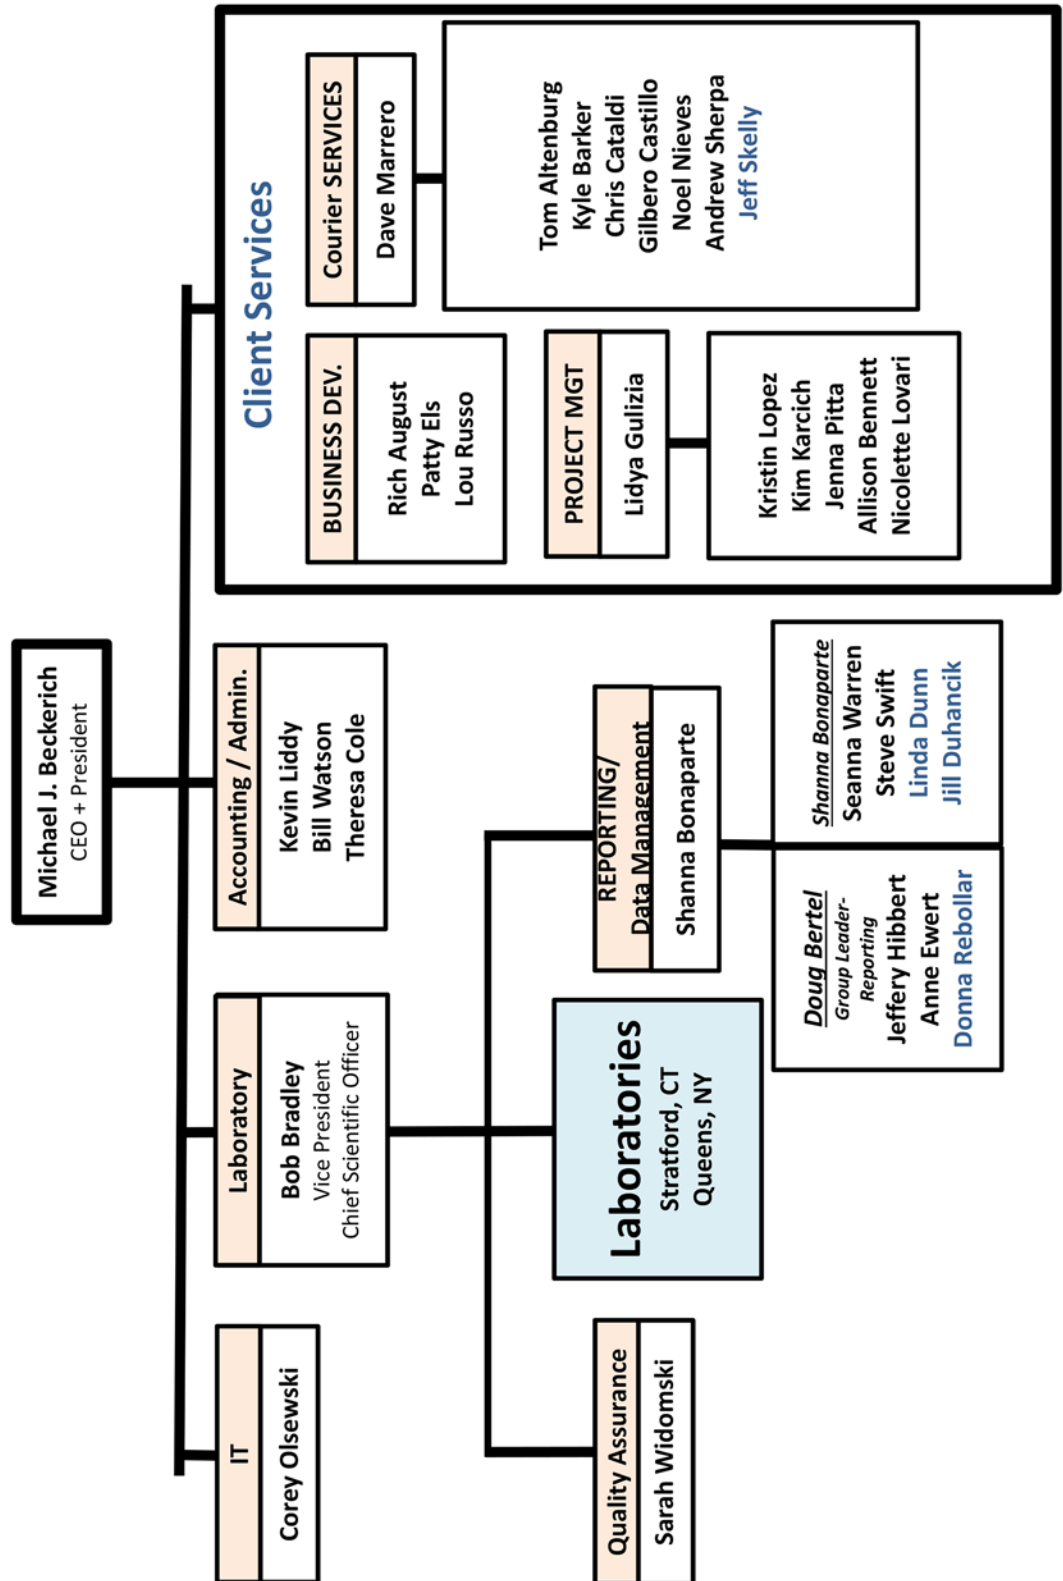 Michael J. Beckerich
CEO + President
IT
Corey Olsewski
Laboratory
Bob Bradley
Vice President
Chief Scientific Officer
Accounting / Admin.
Kevin Liddy
Bill Watson
Theresa Cole
Client Services
BUSINESS DEV.
Rich August
Patty Els
Lou Russo
Courier SERVICES
Dave Marrero
Tom Altenburg
Kyle Barker
Chris Cataldi
Gilbero Castillo
Noel Nieves
Andrew Sherpa
Jeff Skelly
PROJECT MGT
Lidya Gulizia
Kristin Lopez
Kim Karcich
Jenna Pitta
Allison Bennett
Nicolette Lovari
Quality Assurance
Sarah Widomski
Laboratories
Stratford, CT
Queens, NY
REPORTING/
Data Management
Shanna Bonaparte
Doug Bertel
Group Leader-
Reporting
Jeffery Hibbert
Anne Ewert
Donna Rebollar
Shanna Bonaparte
Seanna Warren
Steve Swift
Linda Dunn
Jill Duhancik